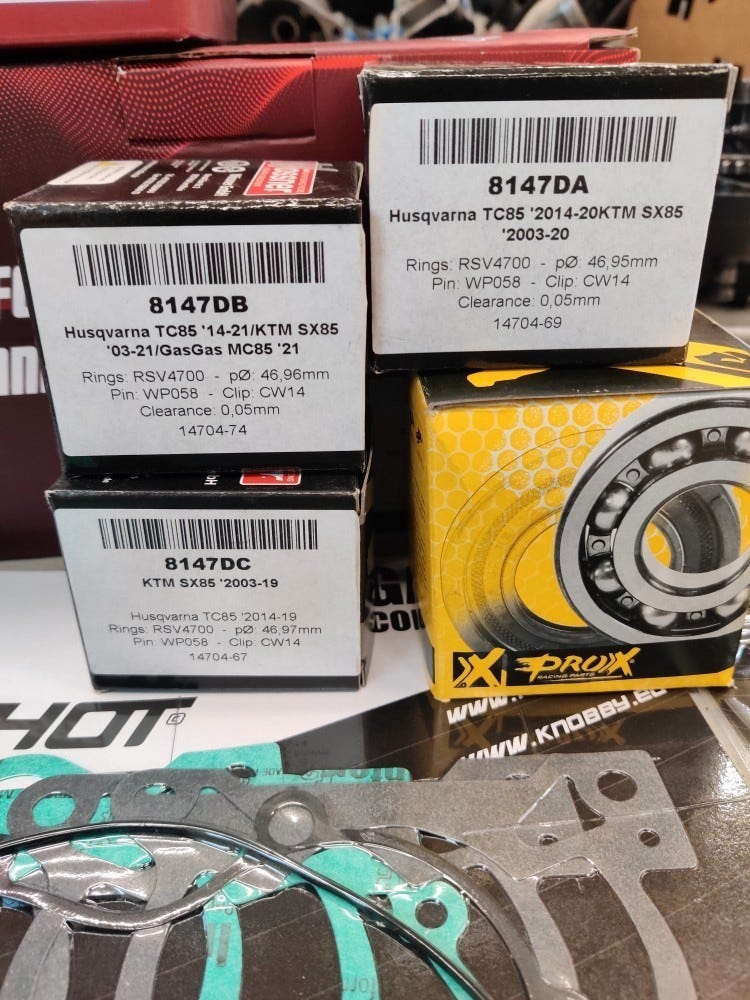 8147DA
Husqvarna TC85 '2014-20KTM SX85
'2003-20
Rings: RSV4700 - pØ: 46,95mm
Pin: WP058 - Clip: CW14
Clearance: 0,05mm
14704-69
8147DB
Husqvarna TC85 '14-21/KTM SX85
'03-21/GasGas MC85 '21
Rings: RSV4700 - pØ: 46,96mm
Pin: WP058 - Clip: CW14
Clearance: 0,05mm
14704-74
8147DC
KTM SX85 '2003-19
Husqvarna TC85 '2014-19
Rings: RSV4700 - pØ: 46,97mm
Pin: WP058 - Clip: CW14
14704-67
PROX
RACING PARTS
HOT
WWW.KNOBBY.EU